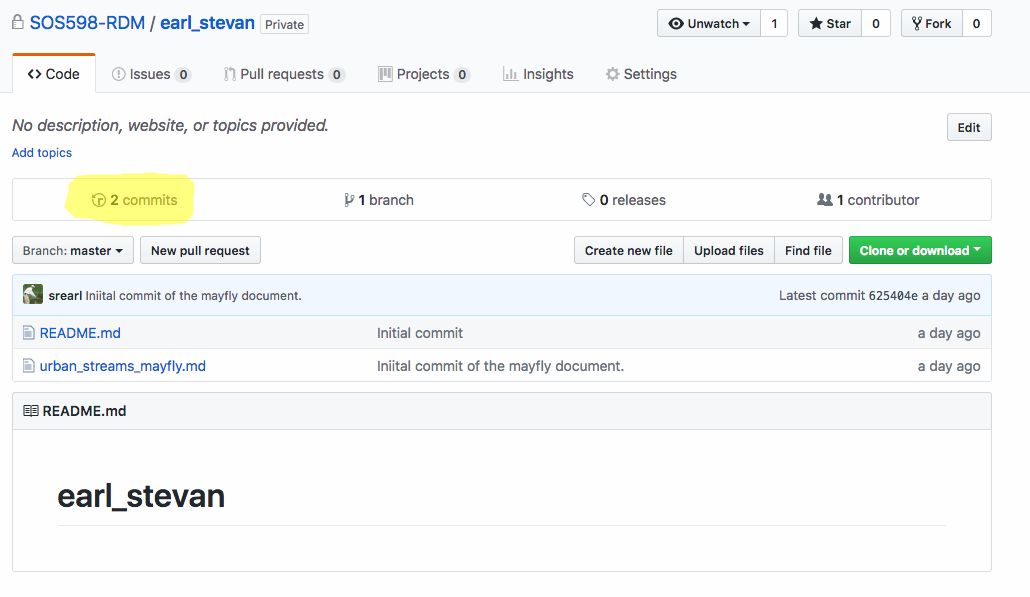 SOS598-RDM / earl_stevan Private Unwatch 1 Star 0 Fork 0
Code Issues 0 Pull requests 0 Projects 0 Insights Settings
No description, website, or topics provided. Edit
Add topics
2 commits 1 branch 0 releases 1 contributor
Branch: master New pull request Create new file Upload files Find file Clone or download
srearl Iniital commit of the mayfly document. Latest commit 625404e a day ago
README.md Initial commit a day ago
urban_streams_mayfly.md Iniital commit of the mayfly document. a day ago
README.md
earl_stevan